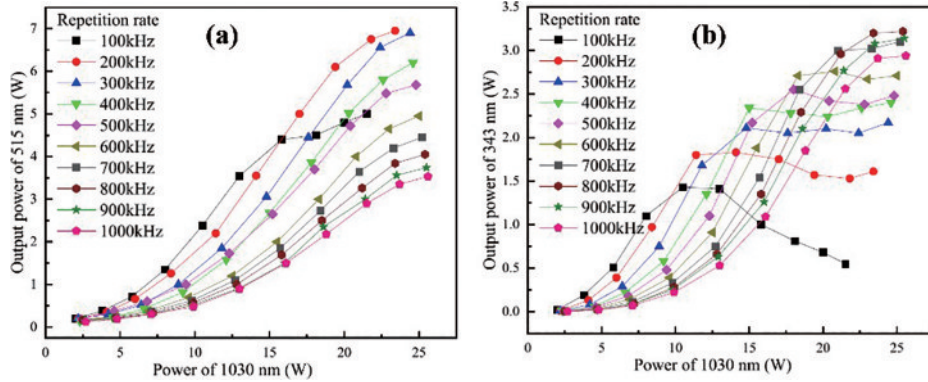 (a)
Repetition rate
100kHz
200kHz
300kHz
400kHz
500kHz
600kHz
700kHz
800kHz
900kHz
1000kHz
Output power of 515 nm (W)
7
6
5
4
3
2
1
0
0 5 10 15 20 25
Power of 1030 nm (W)
(b)
Repetition rate
100kHz
200kHz
300kHz
400kHz
500kHz
600kHz
700kHz
800kHz
900kHz
1000kHz
Output power of 343 nm (W)
3.5
3.0
2.5
2.0
1.5
1.0
0.5
0.0
0 5 10 15 20 25
Power of 1030 nm (W)